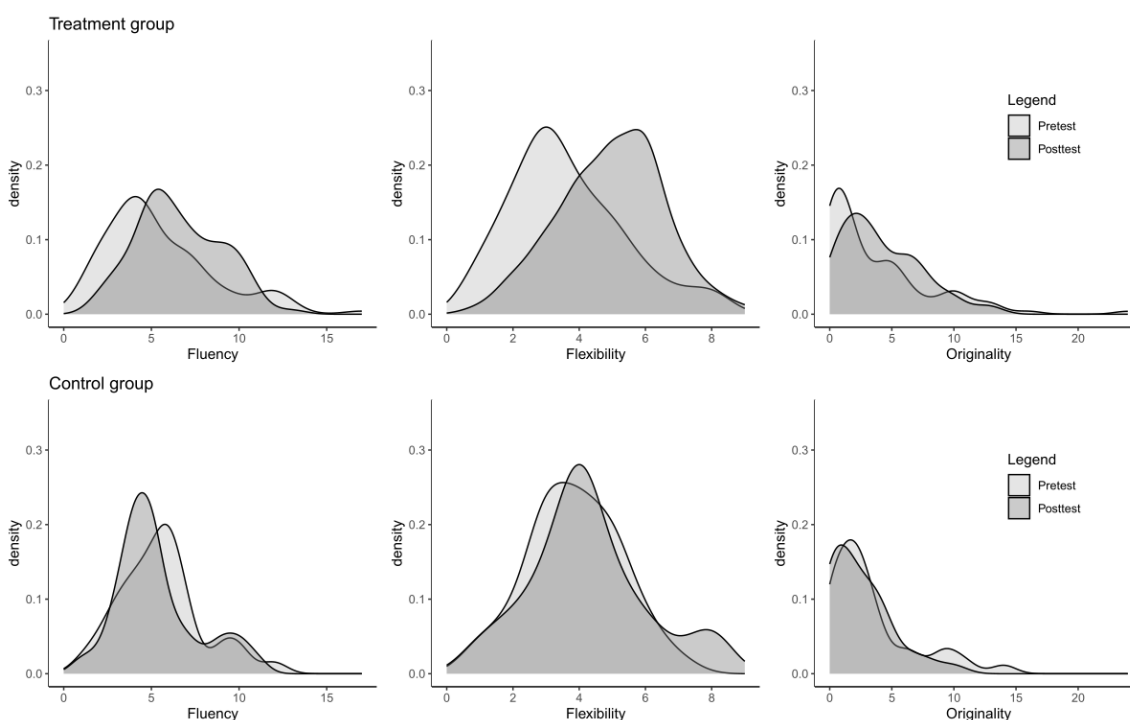 Treatment group
density
0.3
0.2
0.1
0.0
0 5 10 15
Fluency
density
0.3
0.2
0.1
0.0
0 2 4 6 8
Flexibility
density
0.3
0.2
0.1
0.0
0 5 10 15 20
Originality
Legend
Pretest
Posttest
Control group
density
0.3
0.2
0.1
0.0
0 5 10 15
Fluency
density
0.3
0.2
0.1
0.0
0 2 4 6 8
Flexibility
density
0.3
0.2
0.1
0.0
0 5 10 15 20
Originality
Legend
Pretest
Posttest